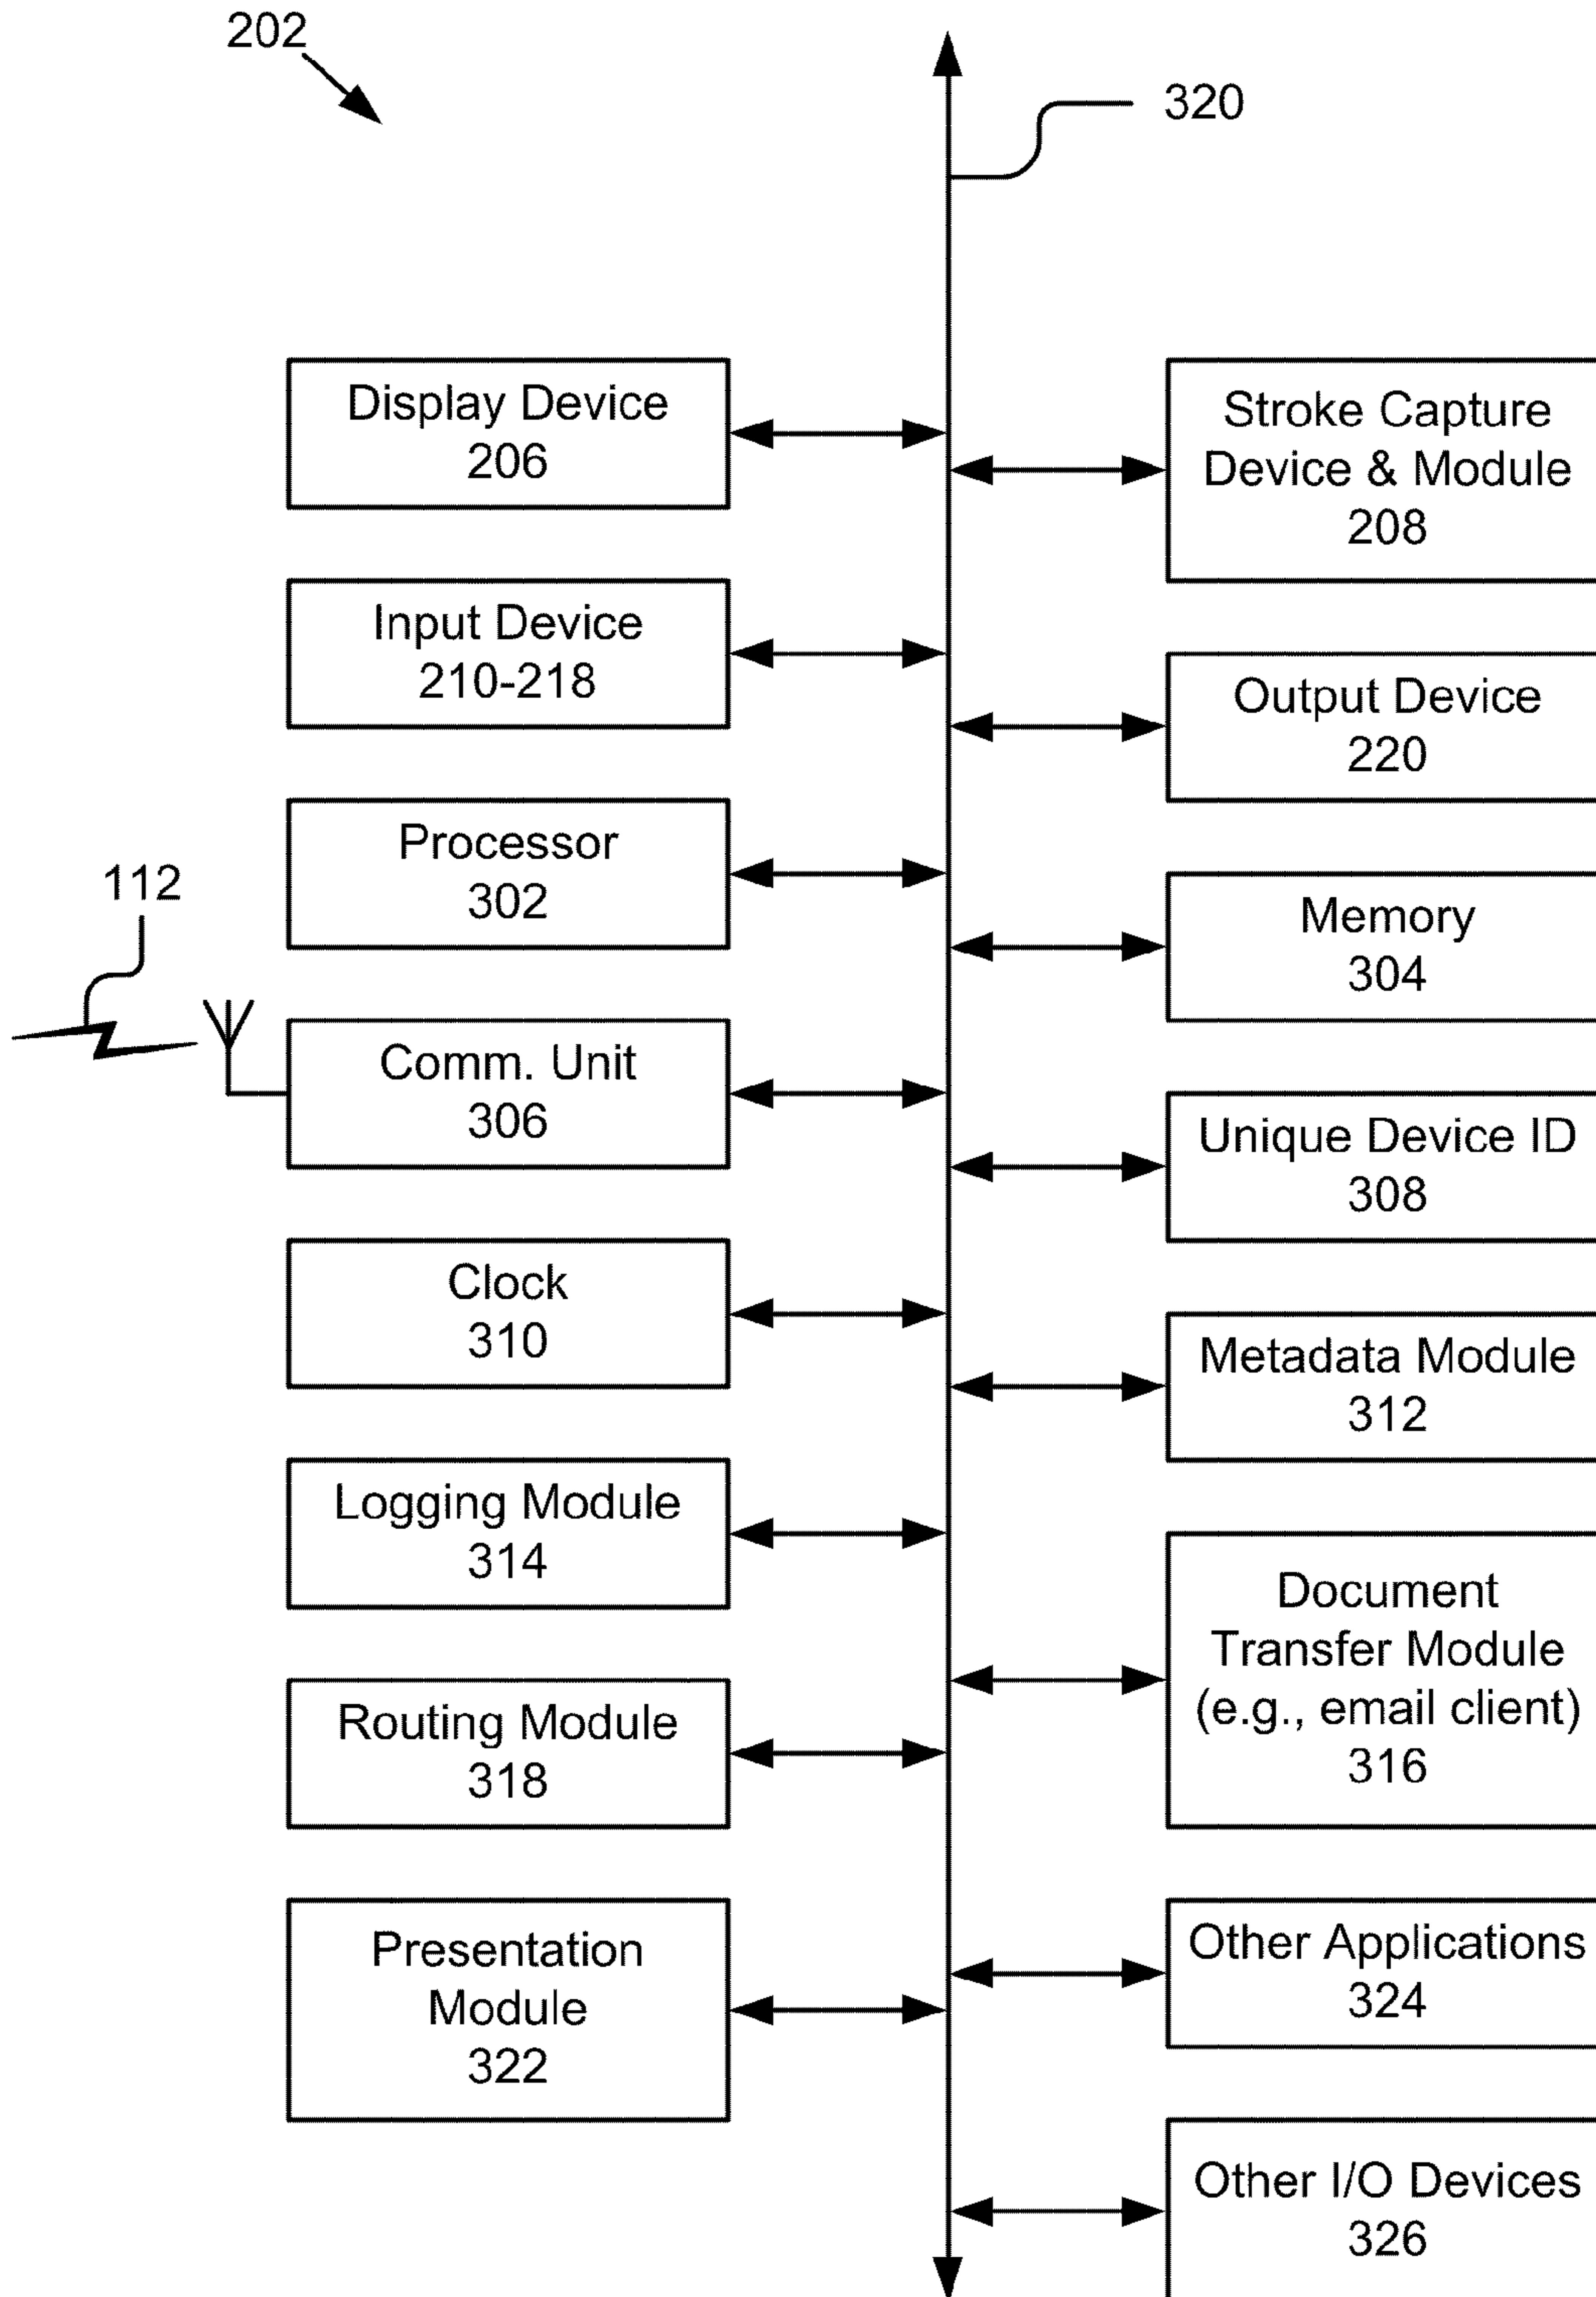 202
320
Display Device
206
Stroke Capture
Device & Module
208
Input Device
210-218
Output Device
220
Processor
302
112
Memory
304
Comm. Unit
306
Unique Device ID
308
Clock
310
Metadata Module
312
Logging Module
314
Document
Transfer Module
(e.g., email client)
316
Routing Module
318
Presentation
Module
322
Other Applications
324
Other I/O Devices
326